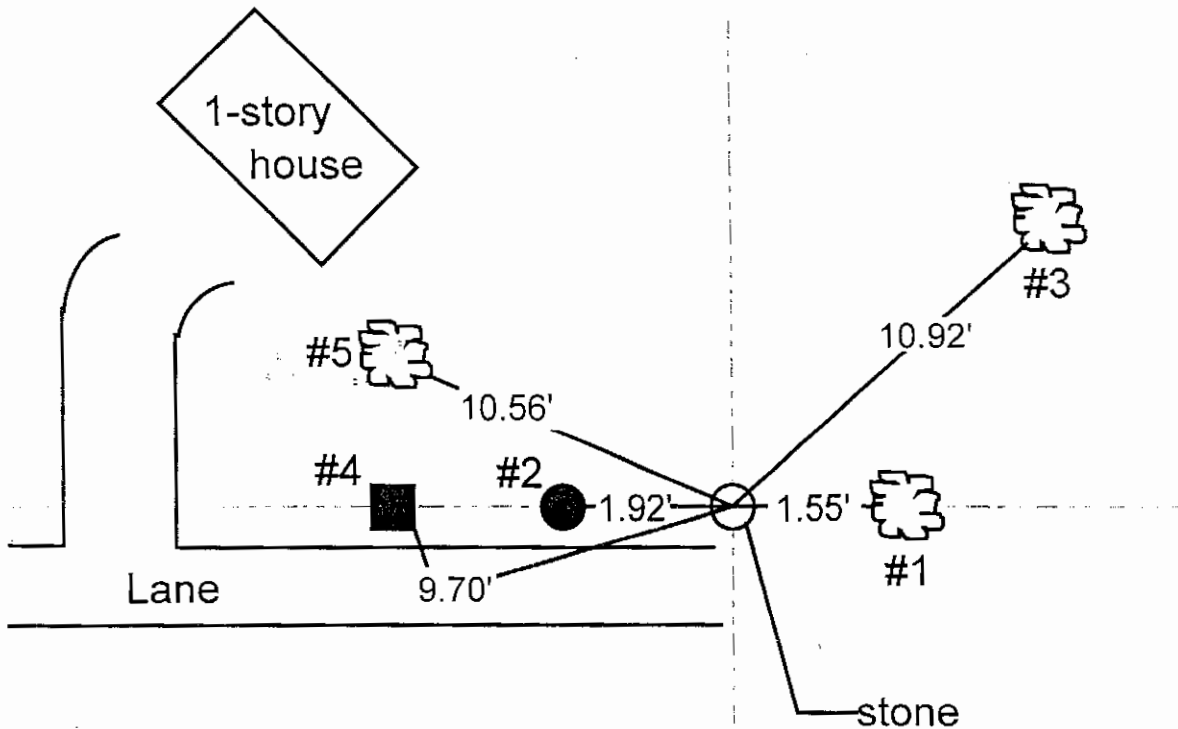 1-story
house
#3
10.92'
#5
10.56'
#4
#2
1.92'
1.55'
#1
Lane
9.70'
stone